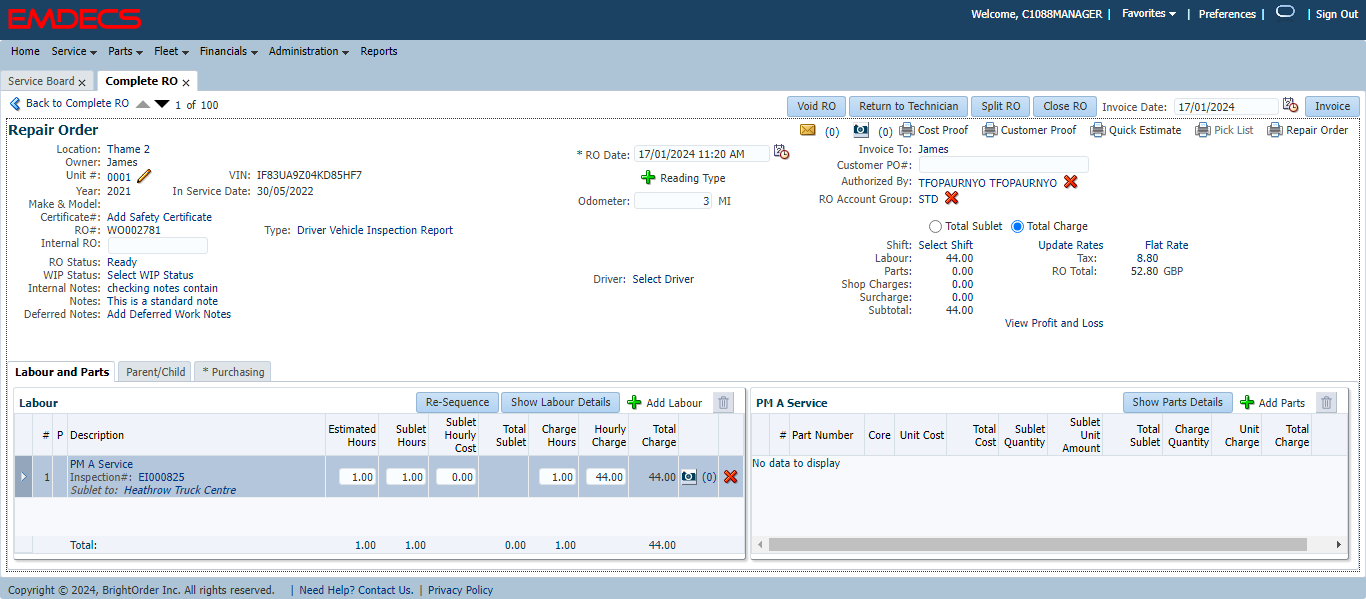 EMDECS
Welcome, C1088MANAGER | Favorites | Preferences | | Sign Out
Home Service Parts Fleet Financials Administration Reports
Service Board x Complete RO x
Back to Complete RO 1 of 100
Void RO Return to Technician Split RO Close RO Invoice Date: 17/01/2024 Invoice
Repair Order
(0) (0) Cost Proof Customer Proof Quick Estimate Pick List Repair Order
Location: Thame 2
Owner: James
Unit #: 0001 VIN: IF83UA9Z04KD85HF7
Year: 2021 In Service Date: 30/05/2022
Make & Model:
Certificate#: Add Safety Certificate
RO#: WO002781 Type: Driver Vehicle Inspection Report
Internal RO:
RO Status: Ready
WIP Status: Select WIP Status
Internal Notes: checking notes contain
Notes: This is a standard note
Deferred Notes: Add Deferred Work Notes
* RO Date: 17/01/2024 11:20 AM
Reading Type
Odometer: 3 MI
Driver: Select Driver
Invoice To: James
Customer PO#:
Authorized By: TFOPAURNYO TFOPAURNYO
RO Account Group: STD
Total Sublet Total Charge
Shift: Select Shift Update Rates Flat Rate
Labour: 44.00 Tax: 8.80
Parts: 0.00 RO Total: 52.80 GBP
Shop Charges: 0.00
Surcharge: 0.00
Subtotal: 44.00
View Profit and Loss
Labour and Parts Parent/Child * Purchasing
Labour Re-Sequence Show Labour Details Add Labour
# P Description Estimated Hours Sublet Hours Sublet Hourly Cost Total Sublet Charge Hours Hourly Charge Total Charge
1 PM A Service 1.00 1.00 0.00 1.00 44.00 44.00 (0)
Inspection#: EI000825
Sublet to: Heathrow Truck Centre
Total: 1.00 1.00 0.00 1.00 44.00
PM A Service Show Parts Details Add Parts
# Part Number Core Unit Cost Total Cost Sublet Quantity Sublet Unit Amount Total Sublet Charge Quantity Unit Charge Total Charge
No data to display
Copyright © 2024, BrightOrder Inc. All rights reserved. | Need Help? Contact Us. | Privacy Policy